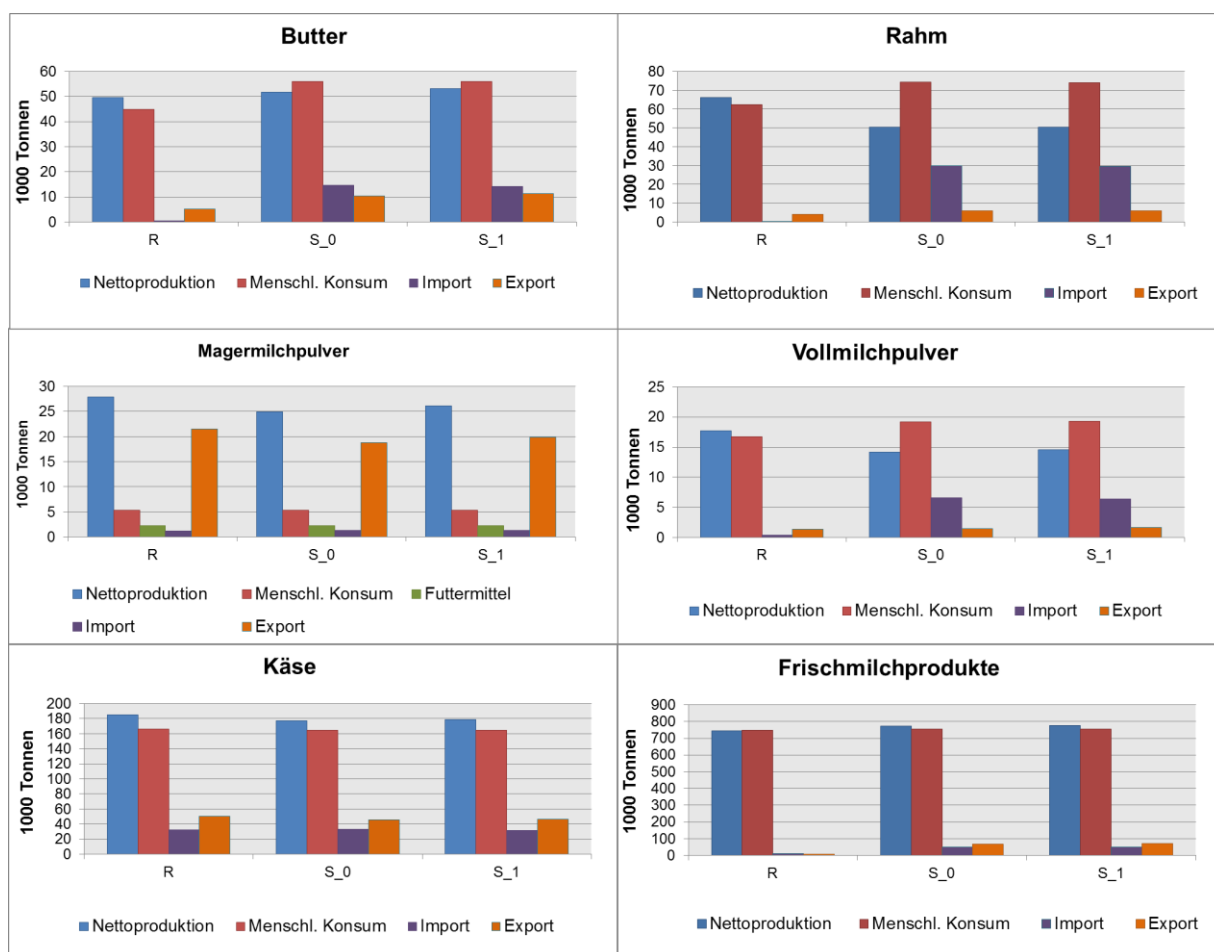 Butter
1000 Tonnen
60
50
40
30
20
10
0
R S_0 S_1
Nettoproduktion Menschl. Konsum Import Export
Rahm
1000 Tonnen
80
70
60
50
40
30
20
10
0
R S_0 S_1
Nettoproduktion Menschl. Konsum Import Export
Magermilchpulver
1000 Tonnen
30
25
20
15
10
5
0
R S_0 S_1
Nettoproduktion Menschl. Konsum Futtermittel
Import Export
Vollmilchpulver
1000 Tonnen
25
20
15
10
5
0
R S_0 S_1
Nettoproduktion Menschl. Konsum Import Export
Käse
1000 Tonnen
200
180
160
140
120
100
80
60
40
20
0
R S_0 S_1
Nettoproduktion Menschl. Konsum Import Export
Frischmilchprodukte
1000 Tonnen
900
800
700
600
500
400
300
200
100
0
R S_0 S_1
Nettoproduktion Menschl. Konsum Import Export